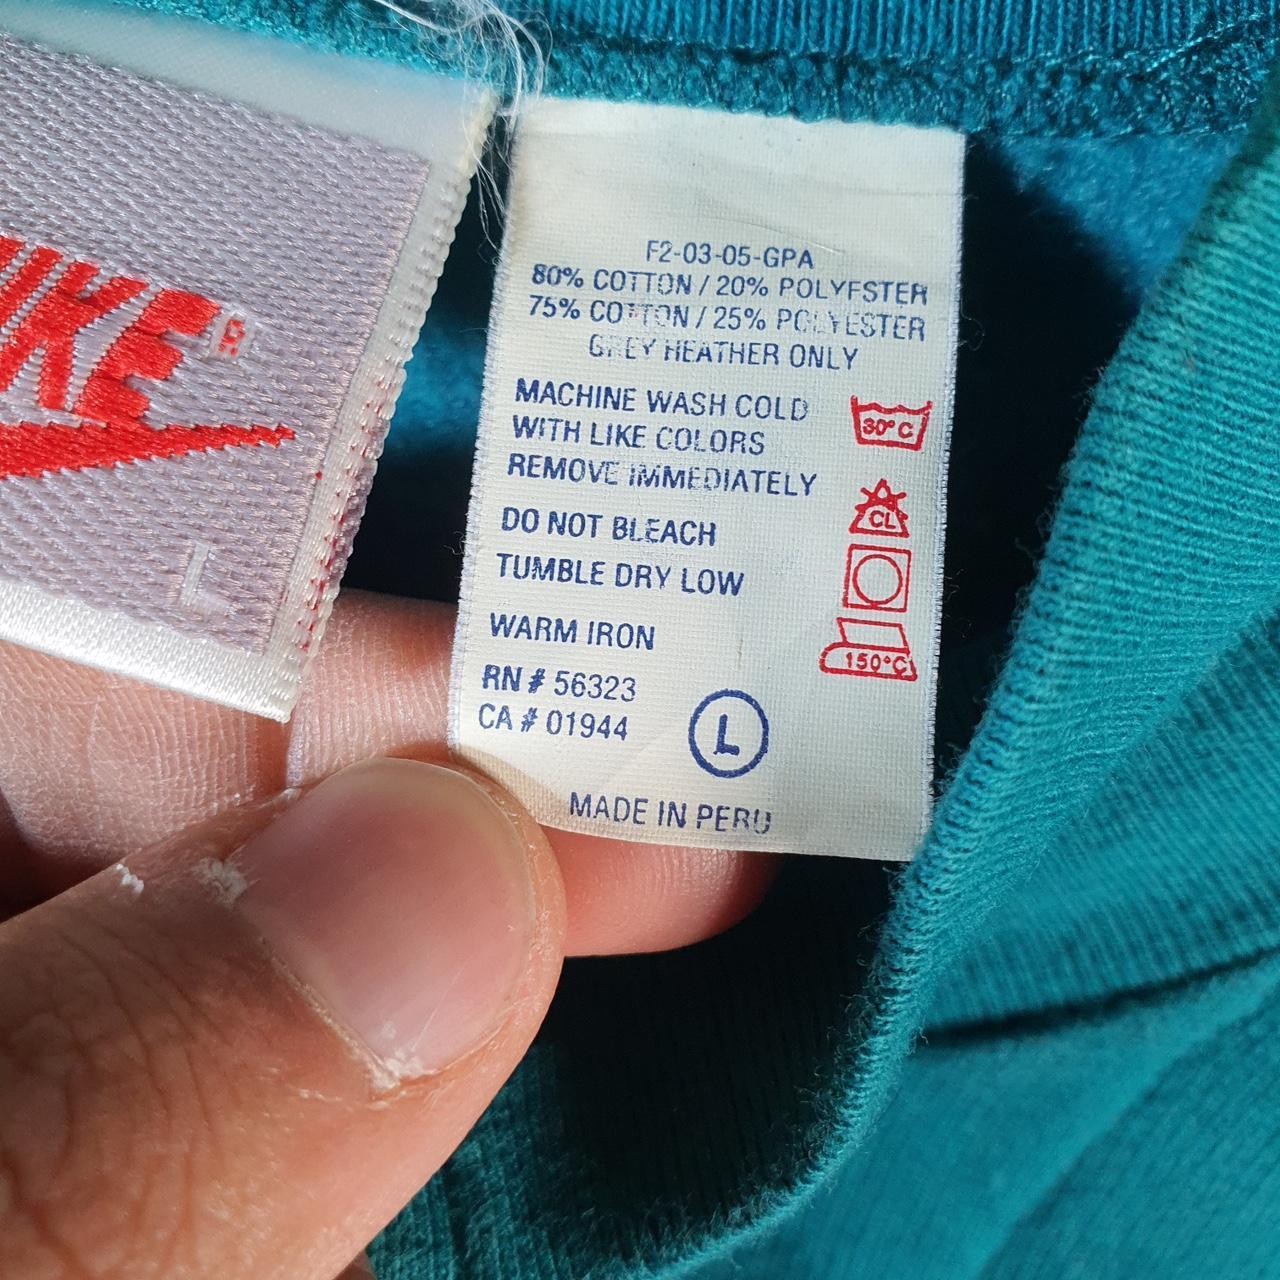 NIKE®
L
F2-03-05-GPA
80% COTTON / 20% POLYESTER
75% COTTON / 25% POLYESTER
GREY HEATHER ONLY
MACHINE WASH COLD
WITH LIKE COLORS
30°C
REMOVE IMMEDIATELY
DO NOT BLEACH
CL
TUMBLE DRY LOW
WARM IRON
150°C
RN # 56323
CA # 01944
L
MADE IN PERU